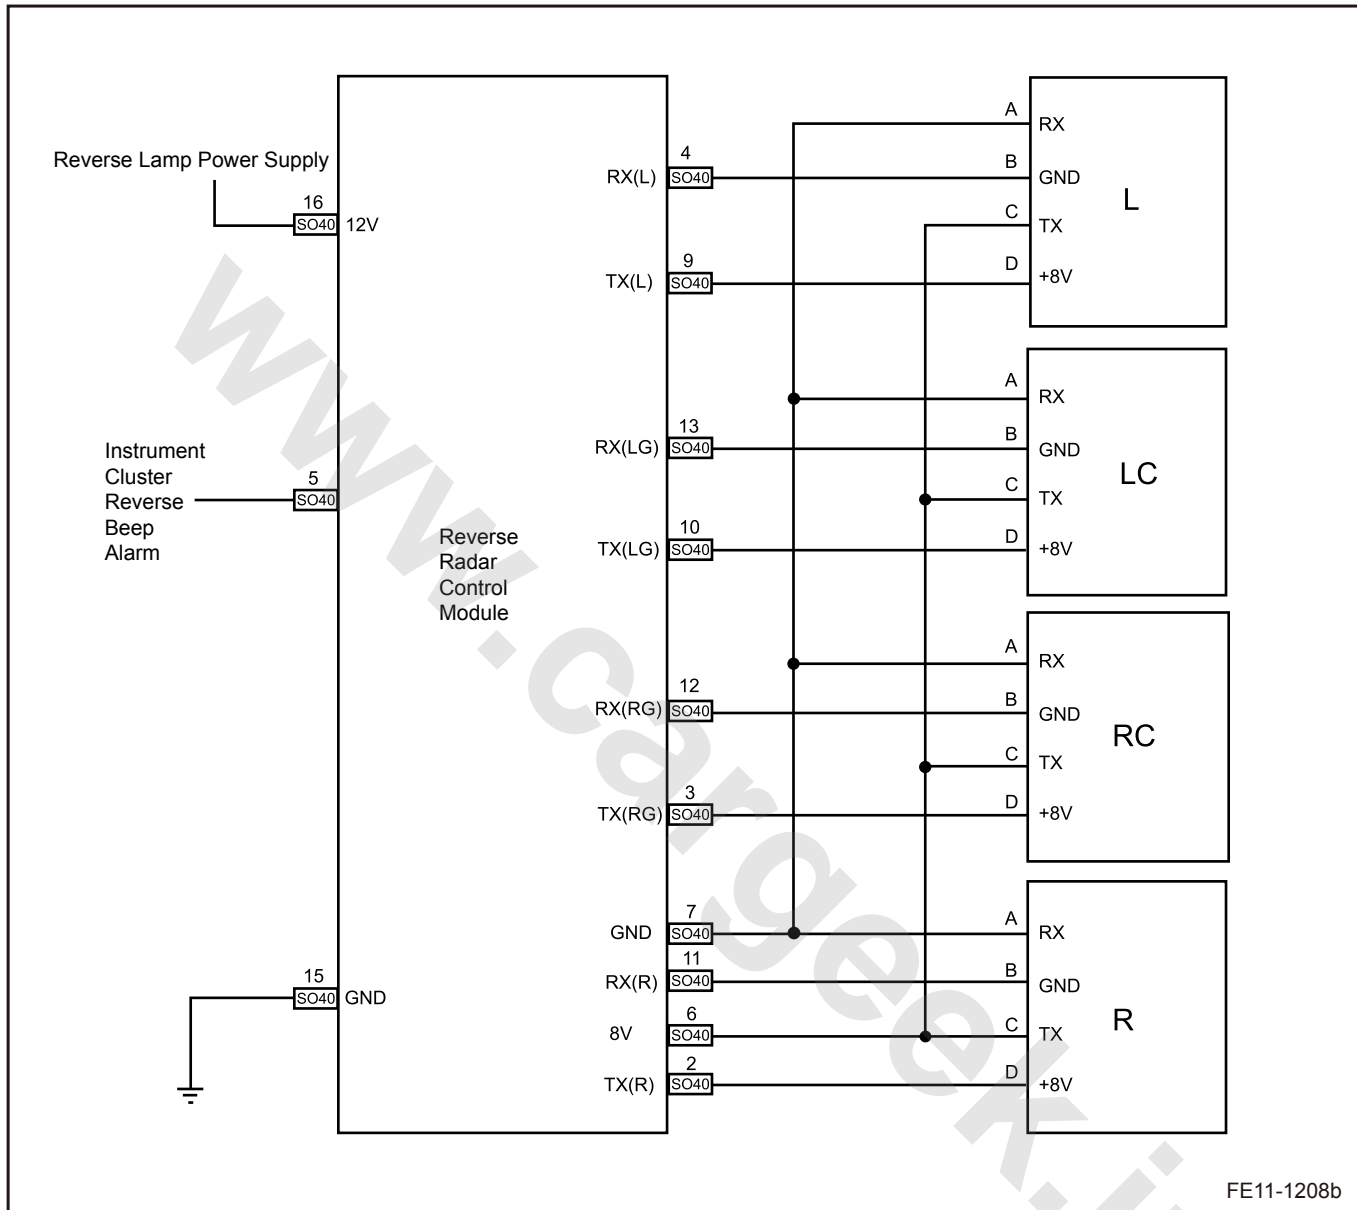 Reverse Lamp Power Supply
16
SO40
12V
Instrument
Cluster
Reverse
Beep
Alarm
5
SO40
15
SO40
GND
Reverse
Radar
Control
Module
RX(L)
4
SO40
TX(L)
9
SO40
RX(LG)
13
SO40
TX(LG)
10
SO40
RX(RG)
12
SO40
TX(RG)
3
SO40
GND
7
SO40
RX(R)
11
SO40
8V
6
SO40
TX(R)
2
SO40
A
RX
B
GND
C
TX
D
+8V
L
A
RX
B
GND
C
TX
D
+8V
LC
A
RX
B
GND
C
TX
D
+8V
RC
A
RX
B
GND
C
TX
D
+8V
R
www.cargeek.i
FE11-1208b